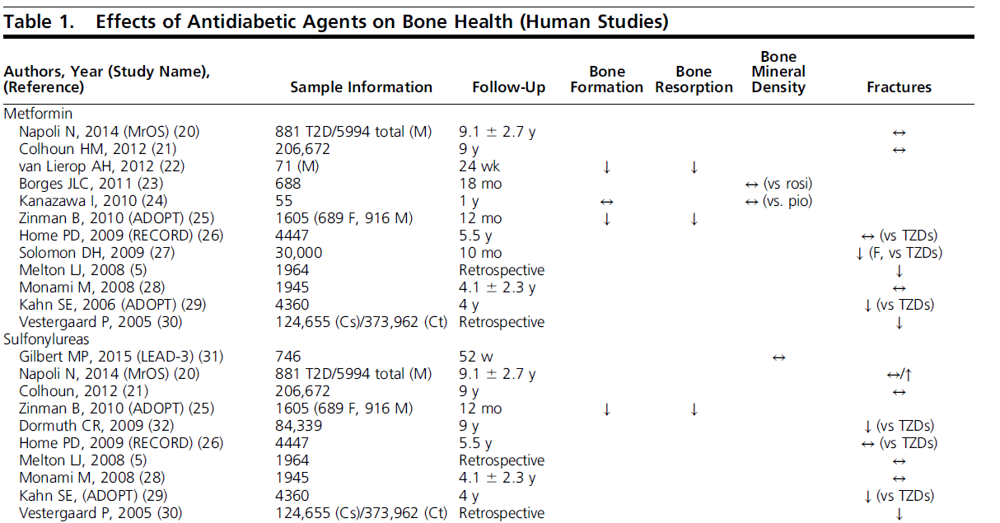 Table 1. Effects of Antidiabetic Agents on Bone Health (Human Studies)
Authors, Year (Study Name), (Reference) Sample Information Follow-Up Bone Formation Bone Resorption Bone Mineral Density Fractures
Metformin
Napoli N, 2014 (MrOS) (20) 881 T2D/5994 total (M) 9.1 ± 2.7 y ↔
Colhoun HM, 2012 (21) 206,672 9 y ↔
van Lierop AH, 2012 (22) 71 (M) 24 wk ↓ ↓
Borges JLC, 2011 (23) 688 18 mo ↔ (vs rosi)
Kanazawa I, 2010 (24) 55 1 y ↔ ↔ (vs. pio)
Zinman B, 2010 (ADOPT) (25) 1605 (689 F, 916 M) 12 mo ↓ ↓
Home PD, 2009 (RECORD) (26) 4447 5.5 y ↔ (vs TZDs)
Solomon DH, 2009 (27) 30,000 10 mo ↓ (F, vs TZDs)
Melton LJ, 2008 (5) 1964 Retrospective ↓
Monami M, 2008 (28) 1945 4.1 ± 2.3 y ↔
Kahn SE, 2006 (ADOPT) (29) 4360 4 y ↓ (vs TZDs)
Vestergaard P, 2005 (30) 124,655 (Cs)/373,962 (Ct) Retrospective ↓
Sulfonylureas
Gilbert MP, 2015 (LEAD-3) (31) 746 52 w ↔
Napoli N, 2014 (MrOS) (20) 881 T2D/5994 total (M) 9.1 ± 2.7 y ↔/↑
Colhoun, 2012 (21) 206,672 9 y ↔
Zinman B, 2010 (ADOPT) (25) 1605 (689 F, 916 M) 12 mo ↓ ↓
Dormuth CR, 2009 (32) 84,339 9 y ↓ (vs TZDs)
Home PD, 2009 (RECORD) (26) 4447 5.5 y ↔ (vs TZDs)
Melton LJ, 2008 (5) 1964 Retrospective ↔
Monami M, 2008 (28) 1945 4.1 ± 2.3 y ↔
Kahn SE, (ADOPT) (29) 4360 4 y ↓ (vs TZDs)
Vestergaard P, 2005 (30) 124,655 (Cs)/373,962 (Ct) Retrospective ↓